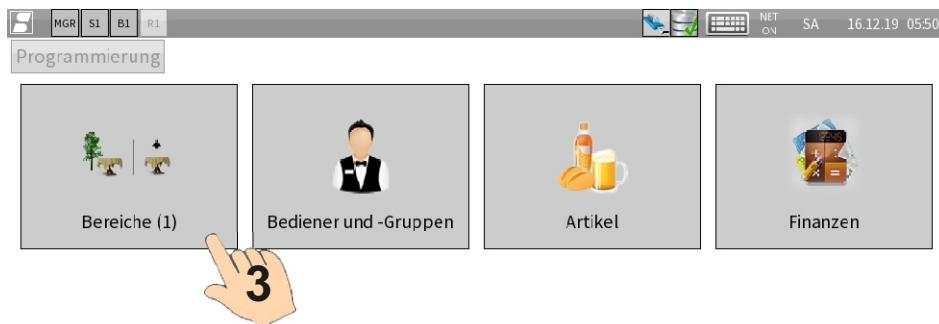 MGR S1 B1 R1 NET ON SA 16.12.19 05:50
Programmierung
Bereiche (1) Bediener und -Gruppen Artikel Finanzen
3